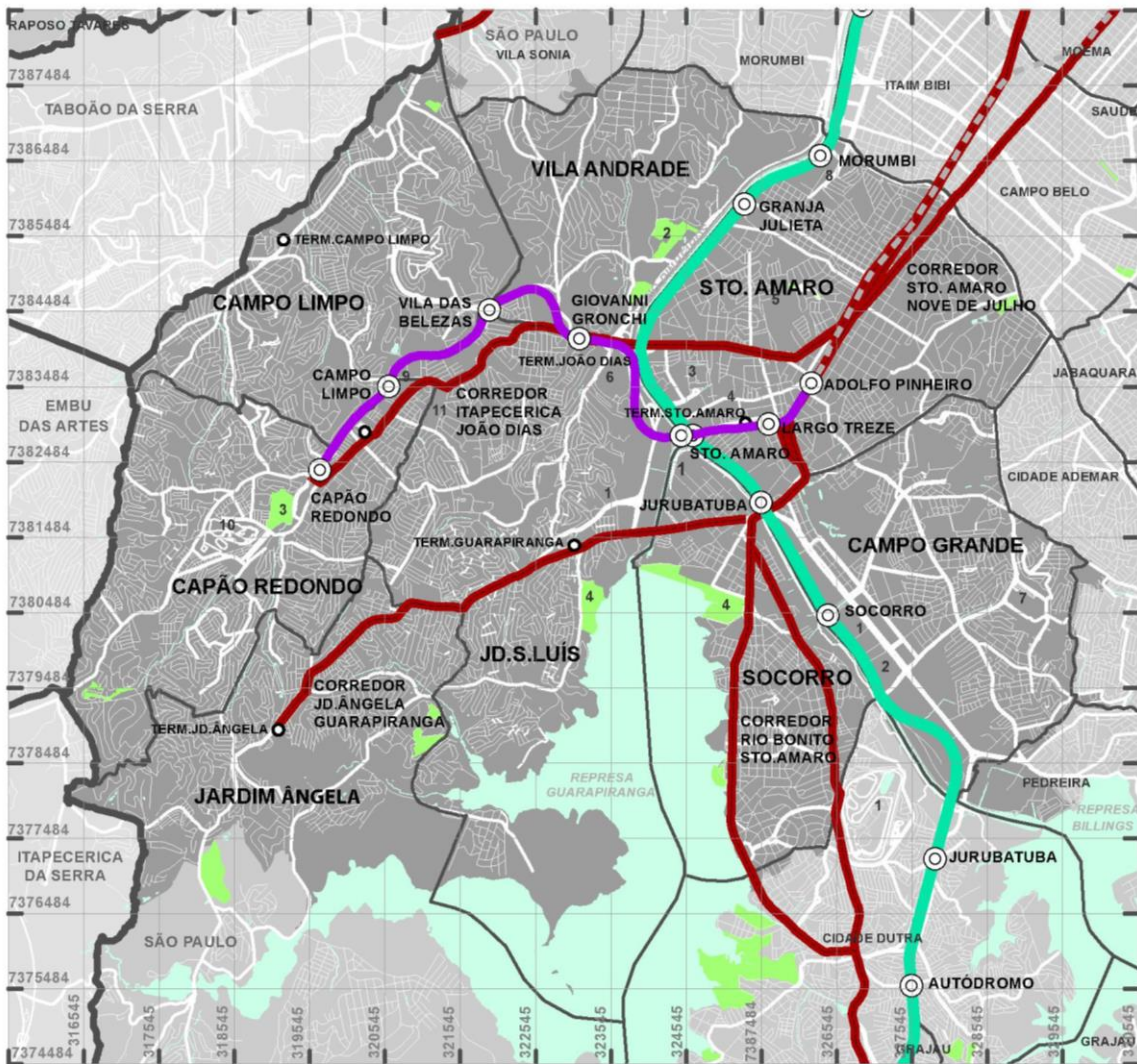 RAPOSO TAVARES
SÃO PAULO
VILA SONIA
MORUMBI
MOEMA
7387484
ITAIM BIBI
TABOÃO DA SERRA
SAUDE
7386484
VILA ANDRADE
MORUMBI
8
CAMPO BELO
GRANJA
JULIETA
7385484
TERM.CAMPO LIMPO
2
CORREDOR
STO. AMARO
NOVE DE JULHO
CAMPO LIMPO
VILA DAS
BELEZAS
GIOVANNI
GRONCHI
STO. AMARO
5
7384484
TERM.JOÃO DIAS
JABAQUARA
7383484
CAMPO
LIMPO
9
6
3
4
ADOLFO PINHEIRO
EMBU
DAS ARTES
11
CORREDOR
ITAPECERICA
JOÃO DIAS
TERM.STO.AMARO
LARGO TREZE
STO. AMARO
7382484
1
CIDADE ADEMAR
CAPÃO
REDONDO
1
JURUBATUBA
3
10
7381484
TERM.GUARAPIRANGA
CAMPO GRANDE
CAPÃO REDONDO
4
4
7
7380484
SOCORRO
1
JD.S.LUÍS
2
SOCORRO
7379484
CORREDOR
JD.ÂNGELA
GUARAPIRANGA
TERM.JD.ÂNGELA
CORREDOR
RIO BONITO
STO.AMARO
7378484
REPRESA
GUARAPIRANGA
PEDREIRA
JARDIM ÂNGELA
1
REPRESA
BILLINGS
7377484
ITAPECERICA
DA SERRA
JURUBATUBA
7376484
SÃO PAULO
CIDADE DUTRA
7375484
AUTÓDROMO
316545
317545
318545
319545
320545
321545
322545
323545
324545
7387484
326545
327545
328545
GRAJAU
GRAJAU
7374484